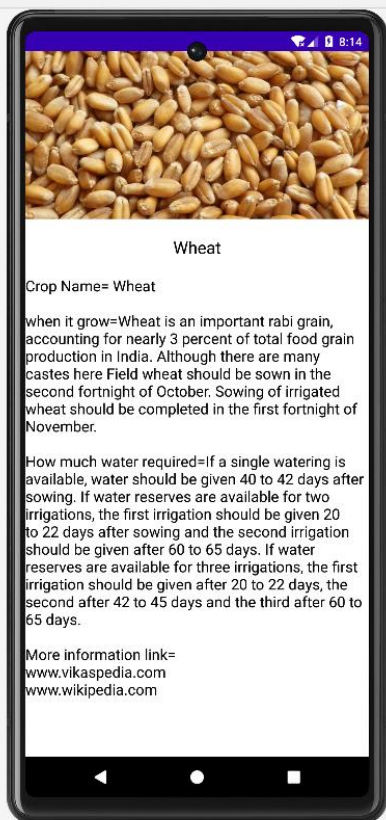 8:14
Wheat
Crop Name= Wheat
when it grow=Wheat is an important rabi grain,
accounting for nearly 3 percent of total food grain
production in India. Although there are many
castes here Field wheat should be sown in the
second fortnight of October. Sowing of irrigated
wheat should be completed in the first fortnight of
November.
How much water required=If a single watering is
available, water should be given 40 to 42 days after
sowing. If water reserves are available for two
irrigations, the first irrigation should be given 20
to 22 days after sowing and the second irrigation
should be given after 60 to 65 days. If water
reserves are available for three irrigations, the first
irrigation should be given after 20 to 22 days, the
second after 42 to 45 days and the third after 60 to
65 days.
More information link=
www.vikaspedia.com
www.wikipedia.com